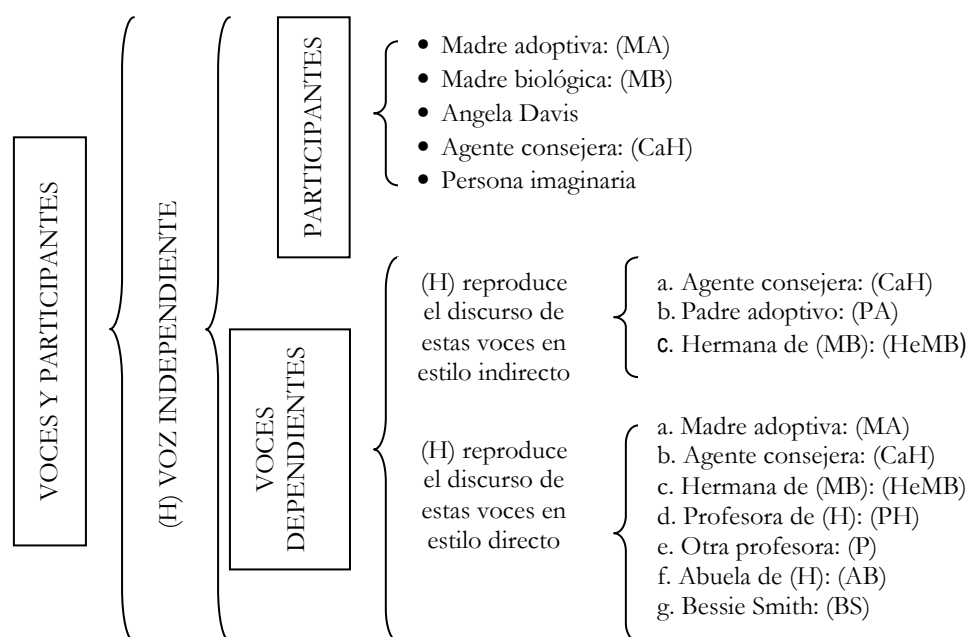 VOCES Y PARTICIPANTES
(H) VOZ INDEPENDIENTE
PARTICIPANTES
• Madre adoptiva: (MA)
• Madre biológica: (MB)
• Angela Davis
• Agente consejera: (CaH)
• Persona imaginaria
VOCES
DEPENDIENTES
(H) reproduce
el discurso de
estas voces en
estilo indirecto
a. Agente consejera: (CaH)
b. Padre adoptivo: (PA)
c. Hermana de (MB): (HeMB)
(H) reproduce
el discurso de
estas voces en
estilo directo
a. Madre adoptiva: (MA)
b. Agente consejera: (CaH)
c. Hermana de (MB): (HeMB)
d. Profesora de (H): (PH)
e. Otra profesora: (P)
f. Abuela de (H): (AB)
g. Bessie Smith: (BS)